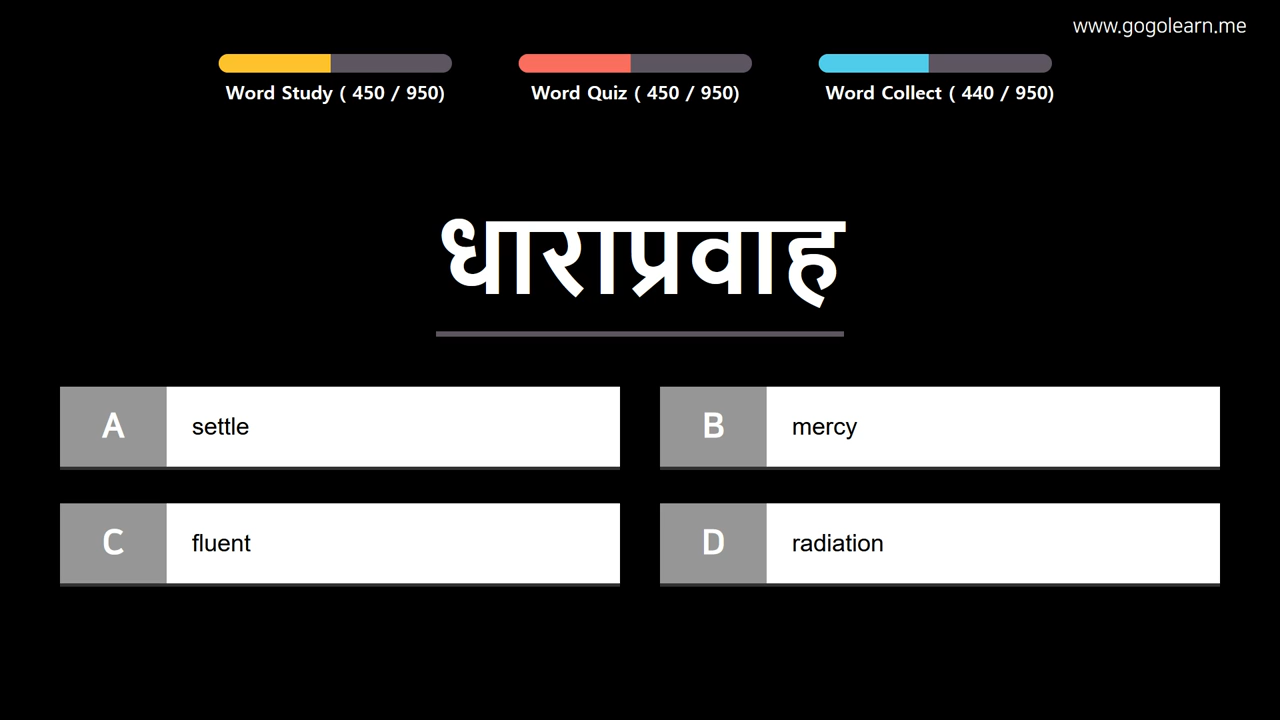 www.gogolearn.me
Word Study ( 450 / 950)
Word Quiz ( 450 / 950)
Word Collect ( 440 / 950)
धाराप्रवाह
A settle
B mercy
C fluent
D radiation